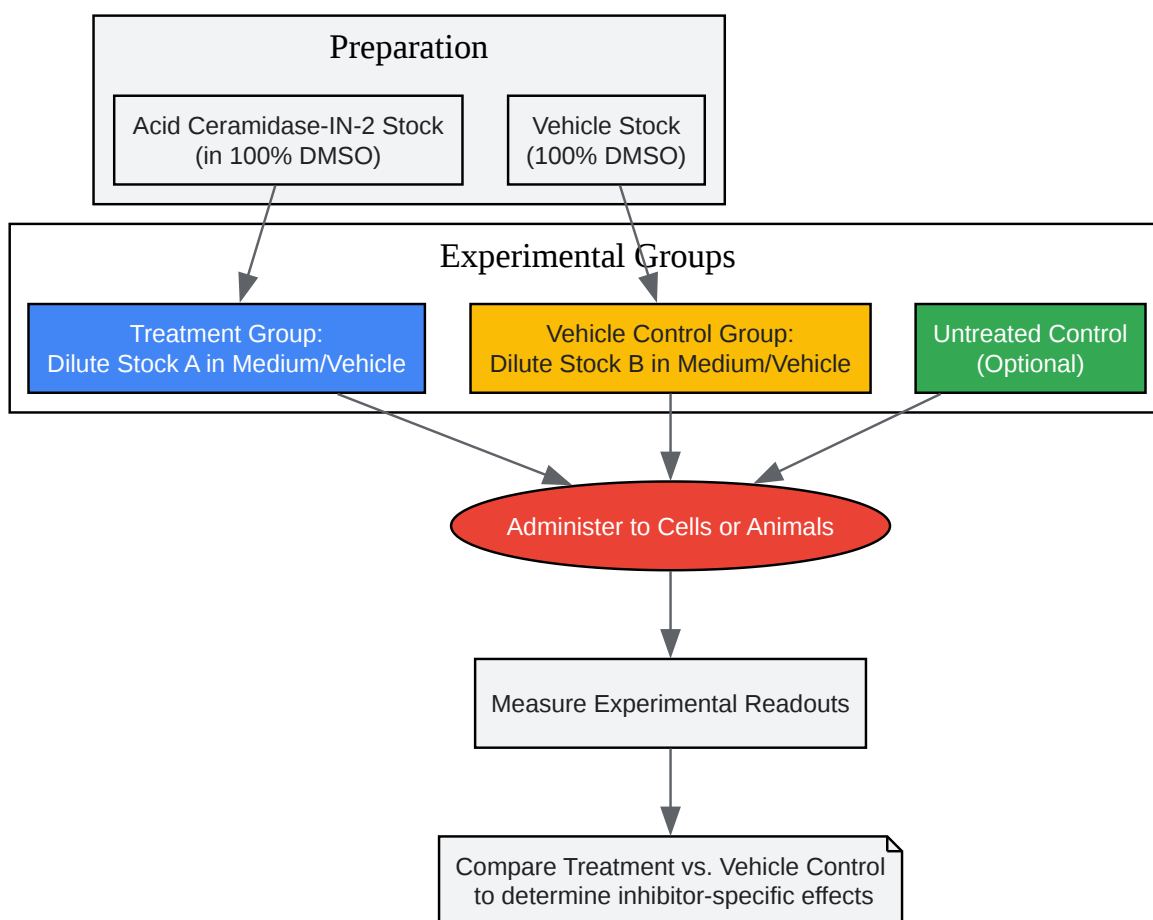 Preparation
Acid Ceramidase-IN-2 Stock
(in 100% DMSO)
Vehicle Stock
(100% DMSO)
Experimental Groups
Treatment Group:
Dilute Stock A in Medium/Vehicle
Vehicle Control Group:
Dilute Stock B in Medium/Vehicle
Untreated Control
(Optional)
Administer to Cells or Animals
Measure Experimental Readouts
Compare Treatment vs. Vehicle Control
to determine inhibitor-specific effects